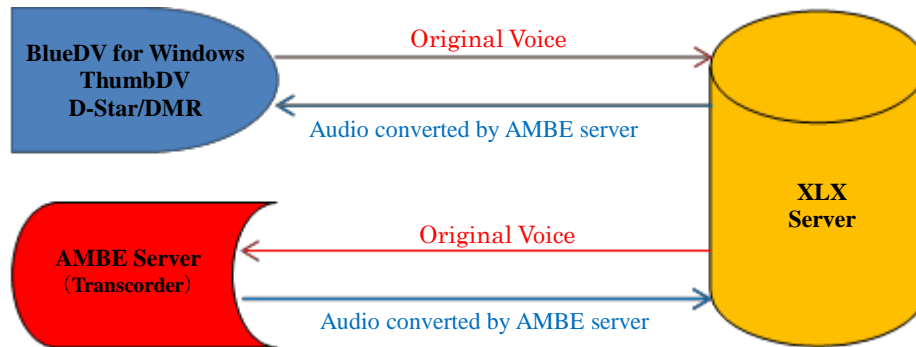 BlueDV for Windows
ThumbDV
D-Star/DMR
Original Voice
Audio converted by AMBE server
XLX
Server
AMBE Server
（Transcorder）
Original Voice
Audio converted by AMBE server